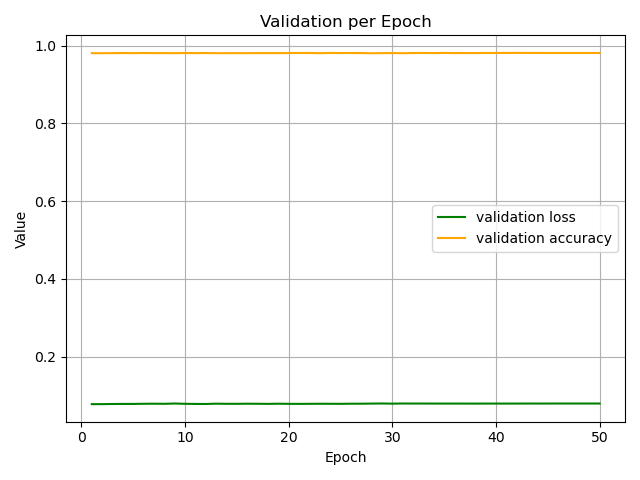 Validation per Epoch
1.0
0.8
0.6
0.4
0.2
Value
validation loss
validation accuracy
0 10 20 30 40 50
Epoch